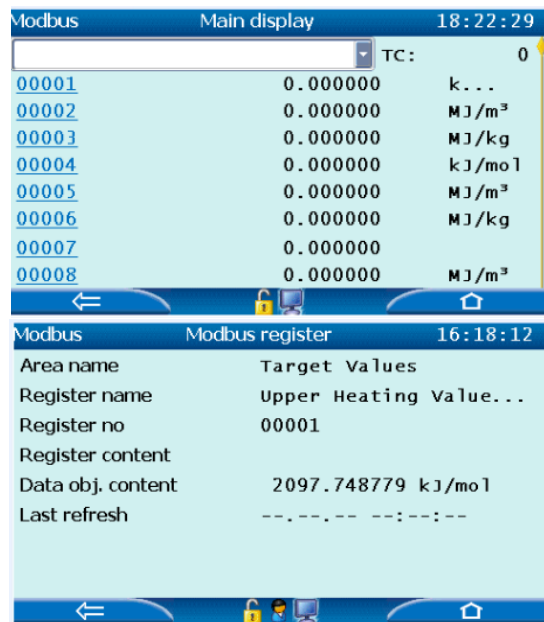 Modbus Main display 18:22:29
TC: 0
00001 0.000000 k...
00002 0.000000 MJ/m³
00003 0.000000 MJ/kg
00004 0.000000 kJ/mol
00005 0.000000 MJ/m³
00006 0.000000 MJ/kg
00007 0.000000
00008 0.000000 MJ/m³
Modbus Modbus register 16:18:12
Area name Target Values
Register name Upper Heating Value...
Register no 00001
Register content
Data obj. content 2097.748779 kJ/mol
Last refresh --.--.-- --:--:--